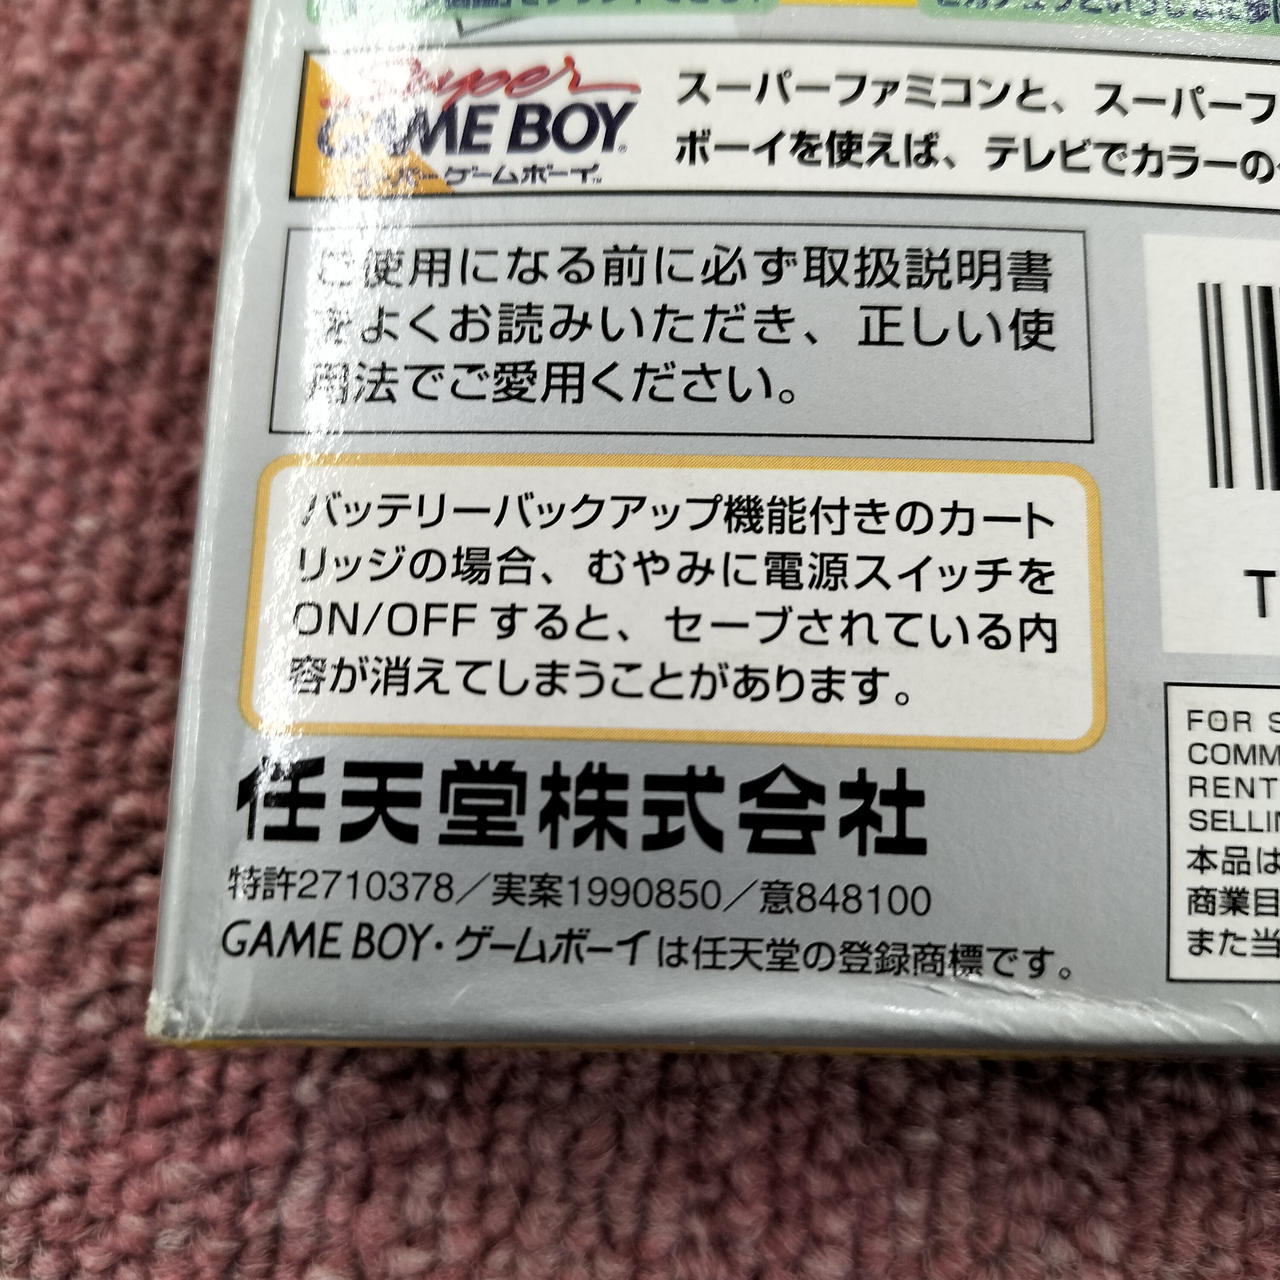 Super
GAME BOY
スーパーゲームボーイ™
スーパーファミコンと、スーパーフ
ボーイを使えば、テレビでカラーの
ご使用になる前に必ず取扱説明書
をよくお読みいただき、正しい使
用法でご愛用ください。
バッテリーバックアップ機能付きのカート
リッジの場合、むやみに電源スイッチを
ON/OFFすると、セーブされている内
容が消えてしまうことがあります。
任天堂株式会社
特許2710378／実案1990850／意848100
GAME BOY・ゲームボーイは任天堂の登録商標です。
T
FOR S
COMM
RENT
SELLIN
本品は
商業目
また当